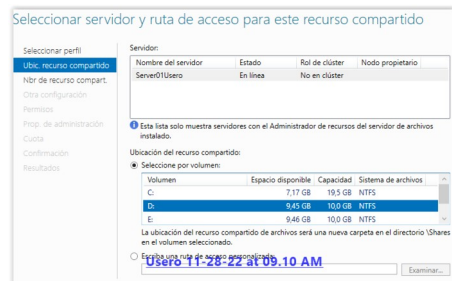 Seleccionar servidor y ruta de acceso para este recurso compartido
Seleccionar perfil
Ubic. recurso compartido
Nbr de recurso compart.
Otra configuración
Permisos
Prop. de administración
Cuota
Confirmación
Resultados
Servidor:
Nombre del servidor Estado Rol de clúster Nodo propietario
Server01Usero En línea No en clúster
Esta lista solo muestra servidores con el Administrador de recursos del servidor de archivos
instalado.
Ubicación del recurso compartido:
Seleccione por volumen:
Volumen Espacio disponible Capacidad Sistema de archivos
C: 7,17 GB 19,5 GB NTFS
D: 9,45 GB 10,0 GB NTFS
E: 9,46 GB 10,0 GB NTFS
La ubicación del recurso compartido de archivos será una nueva carpeta en el directorio \Shares
en el volumen seleccionado.
Escriba una ruta de acceso personalizada:
Usero 11-28-22 at 09.10 AM
Examinar...